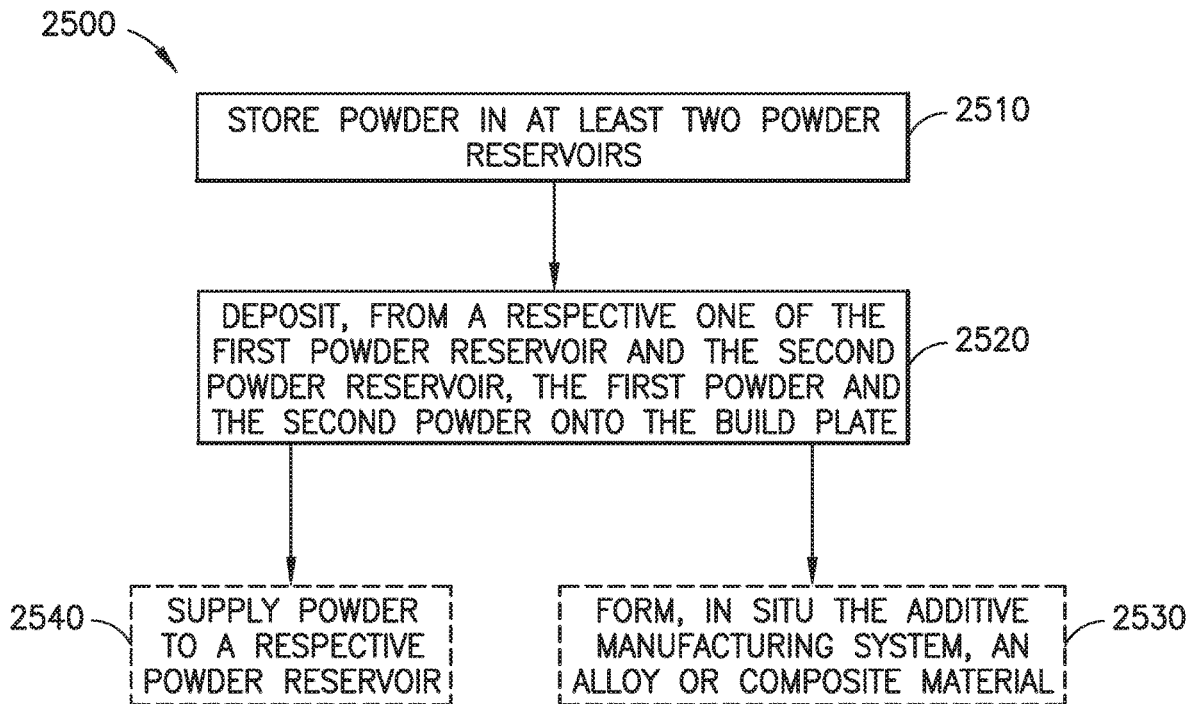 2500
STORE POWDER IN AT LEAST TWO POWDER
RESERVOIRS
2510
DEPOSIT, FROM A RESPECTIVE ONE OF THE
FIRST POWDER RESERVOIR AND THE SECOND
POWDER RESERVOIR, THE FIRST POWDER AND
THE SECOND POWDER ONTO THE BUILD PLATE
2520
2540
SUPPLY POWDER
TO A RESPECTIVE
POWDER RESERVOIR
FORM, IN SITU THE ADDITIVE
MANUFACTURING SYSTEM, AN
ALLOY OR COMPOSITE MATERIAL
2530